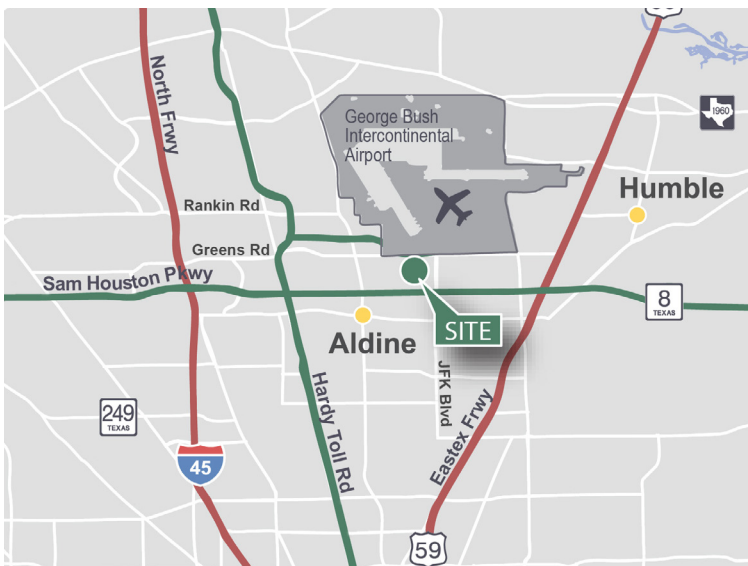 North Frwy
George Bush
Intercontinental
Airport
1960
Humble
Rankin Rd
Greens Rd
Sam Houston Pkwy
8
TEXAS
SITE
Aldine
JFK Blvd
Hardy Toll Rd
Eastex Frwy
249
TEXAS
45
59